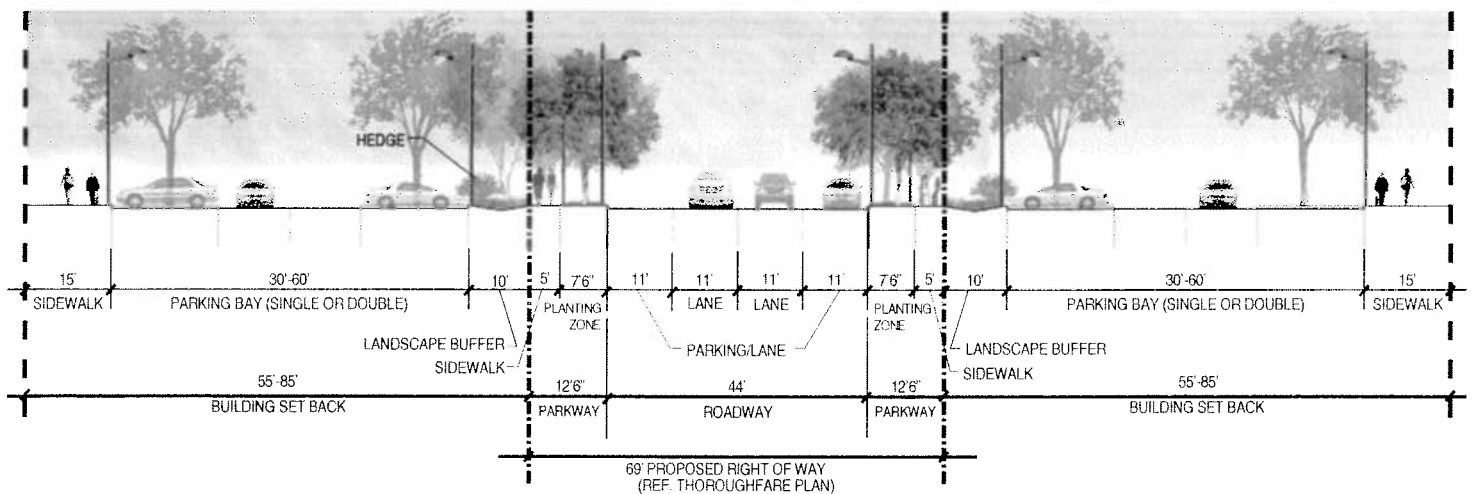 HEDGE
15' 30'-60' 10' 5' 7'6" 11' 11' 11' 11' 7'6" 5' 10' 30'-60' 15'
SIDEWALK PARKING BAY (SINGLE OR DOUBLE) PLANTING ZONE LANE LANE PLANTING ZONE PARKING BAY (SINGLE OR DOUBLE) SIDEWALK
LANDSCAPE BUFFER PARKING/LANE LANDSCAPE BUFFER
SIDEWALK SIDEWALK
55'-85' 12'6" 44' 12'6" 55'-85'
BUILDING SET BACK PARKWAY ROADWAY PARKWAY BUILDING SET BACK
69' PROPOSED RIGHT OF WAY
(REF. THOROUGHFARE PLAN)